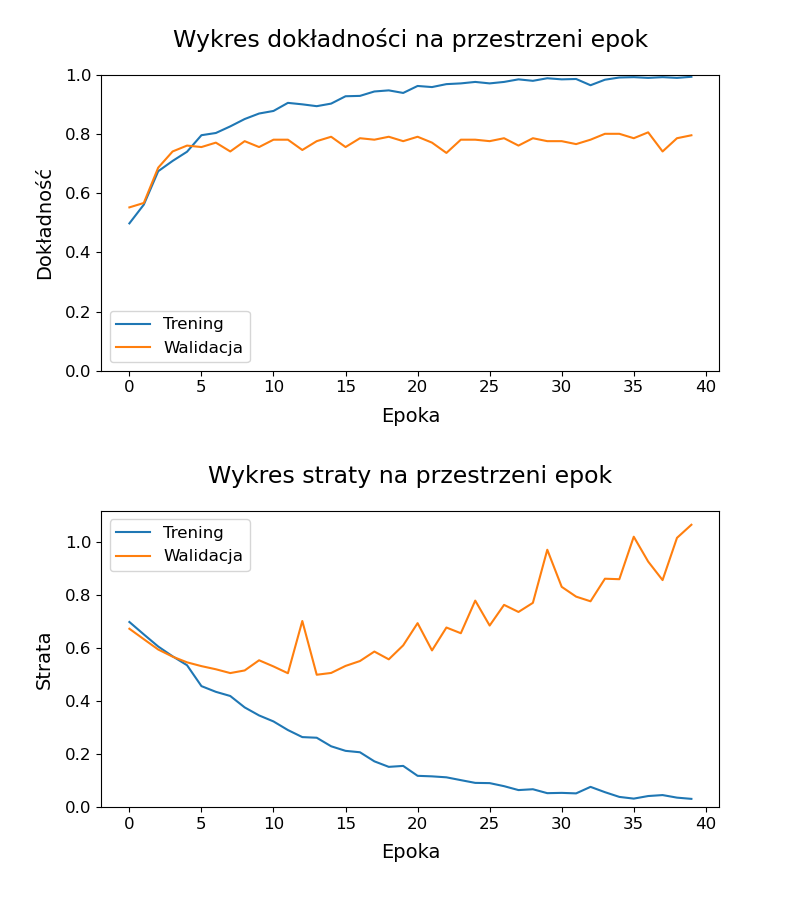 Wykres dokładności na przestrzeni epok
1.0
0.8
0.6
0.4
0.2
0.0
Dokładność
Trening
Walidacja
0 5 10 15 20 25 30 35 40
Epoka
Wykres straty na przestrzeni epok
1.0
0.8
0.6
0.4
0.2
0.0
Strata
Trening
Walidacja
0 5 10 15 20 25 30 35 40
Epoka